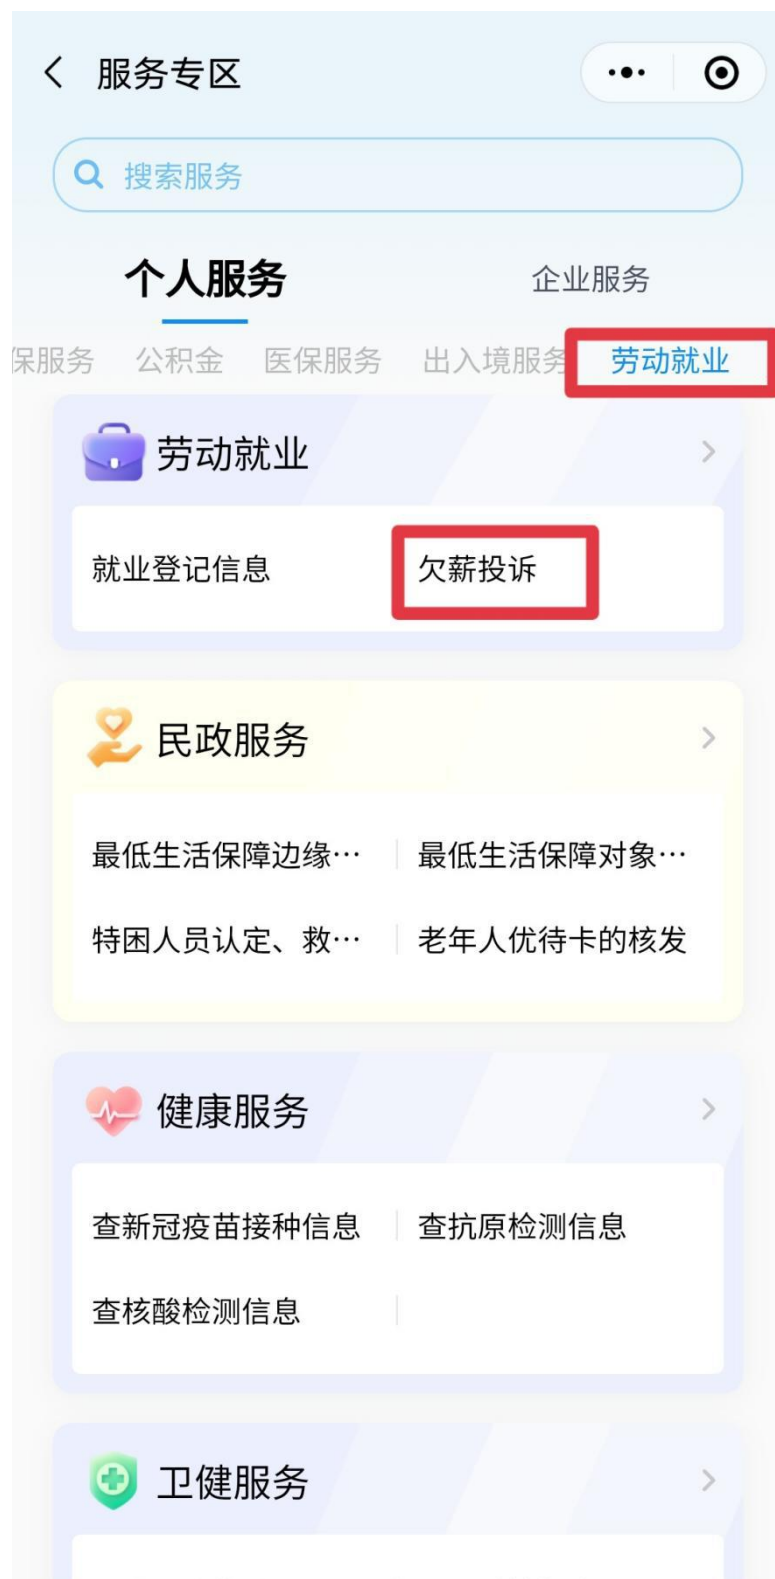 服务专区
搜索服务
个人服务 企业服务
保服务 公积金 医保服务 出入境服务 劳动就业
劳动就业
就业登记信息 欠薪投诉
民政服务
最低生活保障边缘… 最低生活保障对象…
特困人员认定、救… 老年人优待卡的核发
健康服务
查新冠疫苗接种信息 查抗原检测信息
查核酸检测信息
卫健服务